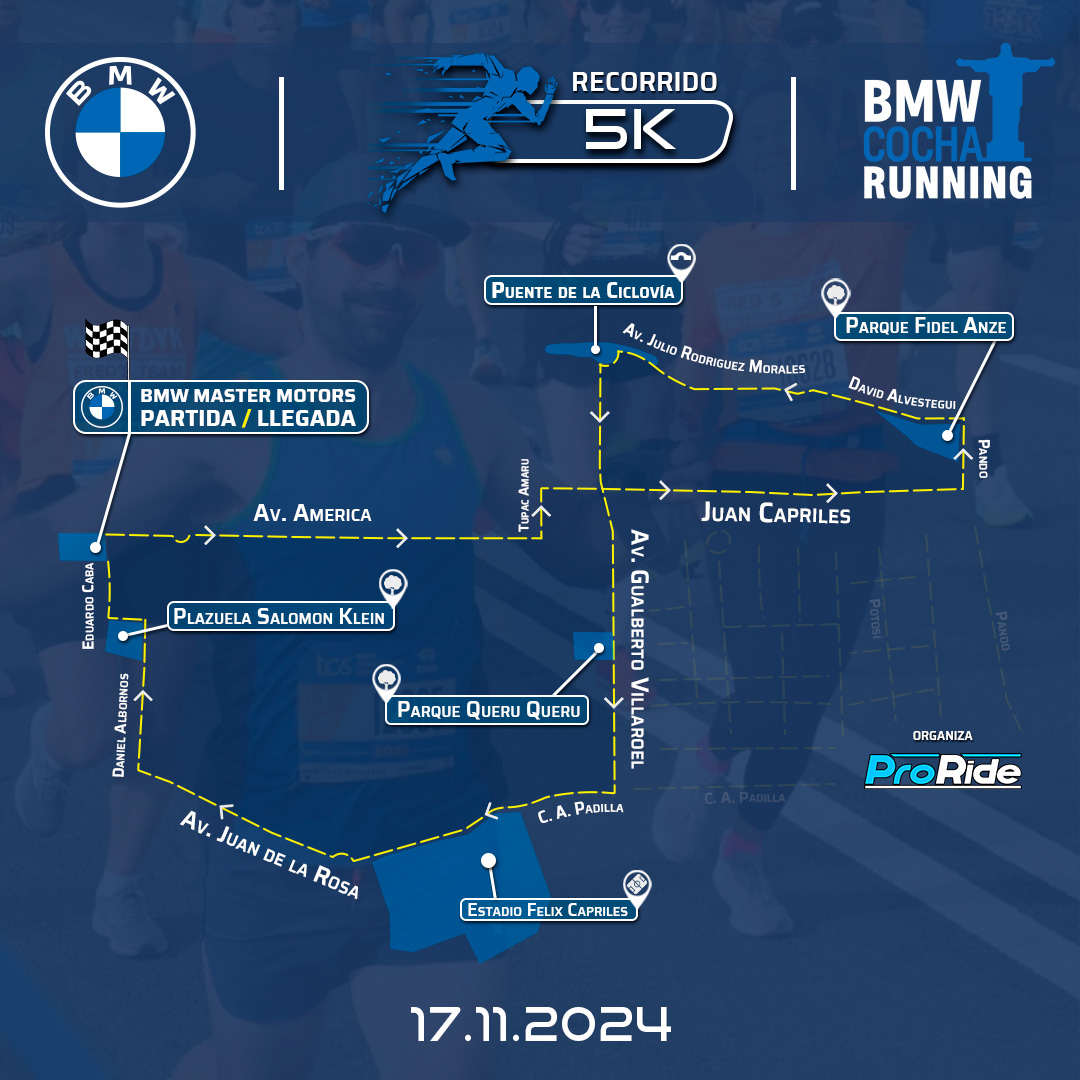 BMW
RECORRIDO
5K
BMW
COCHA
RUNNING
PUENTE DE LA CICLOVÍA
PARQUE FIDEL ANZE
AV. JULIO RODRIGUEZ MORALES
DAVID ALVESTEGUI
BMW
BMW MASTER MOTORS
PARTIDA / LLEGADA
PANDO
TUPAC AMARU
AV. AMERICA
JUAN CAPRILES
EDUARDO CABA
PLAZUELA SALOMON KLEIN
AV. GUALBERTO VILLAROEL
POTOSÍ
PANDO
PARQUE QUERU QUERU
DANIEL ALBORNOS
ORGANIZA
ProRide
C. A. PADILLA
C. A. PADILLA
AV. JUAN DE LA ROSA
ESTADIO FELIX CAPRILES
17.11.2024